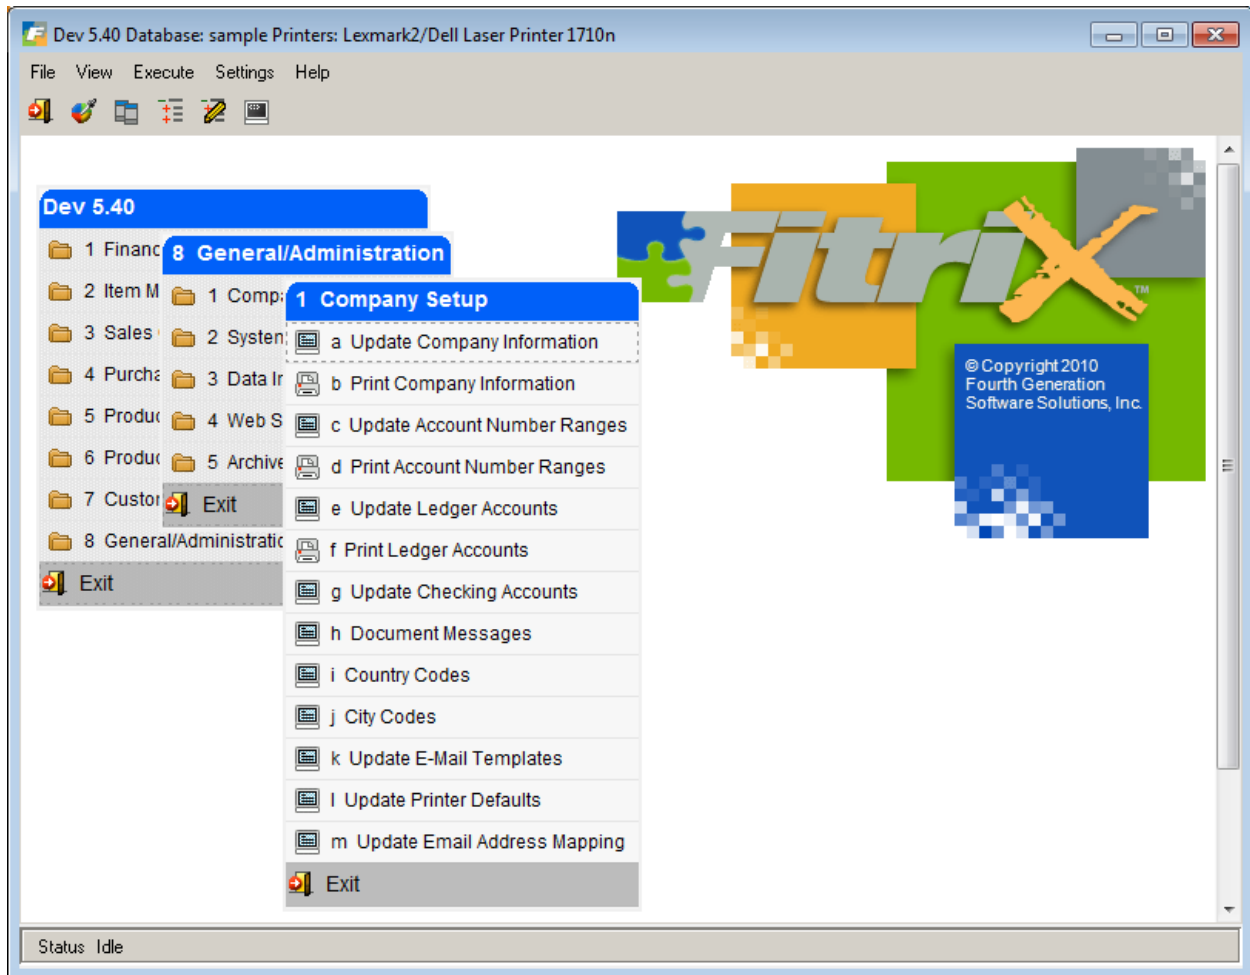 Dev 5.40 Database: sample Printers: Lexmark2/Dell Laser Printer 1710n
File View Execute Settings Help
Dev 5.40
1 Financ
2 Item M
3 Sales
4 Purcha
5 Produc
6 Produc
7 Custor
8 General/Administratic
Exit
8 General/Administration
1 Comp
2 System
3 Data In
4 Web S
5 Archive
Exit
1 Company Setup
a Update Company Information
b Print Company Information
c Update Account Number Ranges
d Print Account Number Ranges
e Update Ledger Accounts
f Print Ledger Accounts
g Update Checking Accounts
h Document Messages
i Country Codes
j City Codes
k Update E-Mail Templates
l Update Printer Defaults
m Update Email Address Mapping
Exit
FitriX™
© Copyright 2010
Fourth Generation
Software Solutions, Inc.
Status Idle